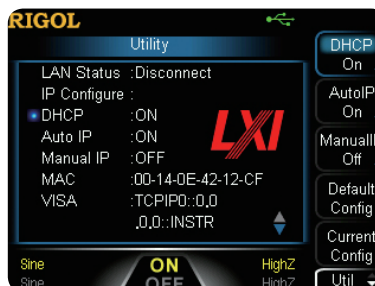 RIGOL
Utility
LAN Status :Disconnect
IP Configure :
DHCP :ON
Auto IP :ON
Manual IP :OFF
MAC :00-14-0E-42-12-CF
VISA :TCPIP0::0.0
.0.0::INSTR
LXI
DHCP
On
AutoIP
On
ManualI
Off
Default
Config
Current
Config
Util
Sine ON HighZ
Sine OFF HighZ